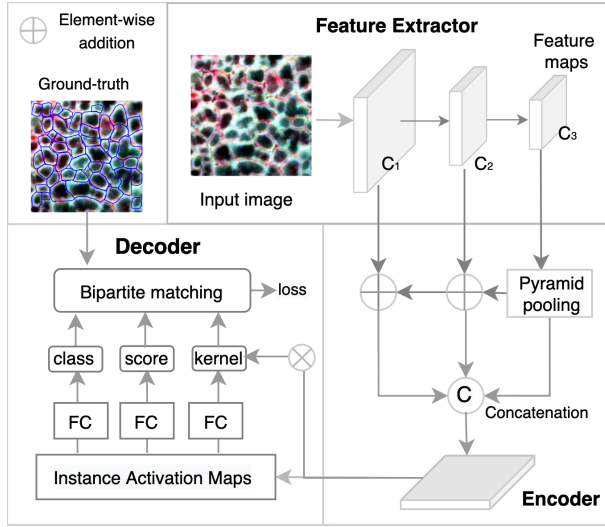 Element-wise
addition
Ground-truth
Feature Extractor
Input image
Feature
maps
C1
C2
C3
Decoder
Bipartite matching
loss
class
score
kernel
FC
FC
FC
Instance Activation Maps
Pyramid
pooling
C
Concatenation
Encoder